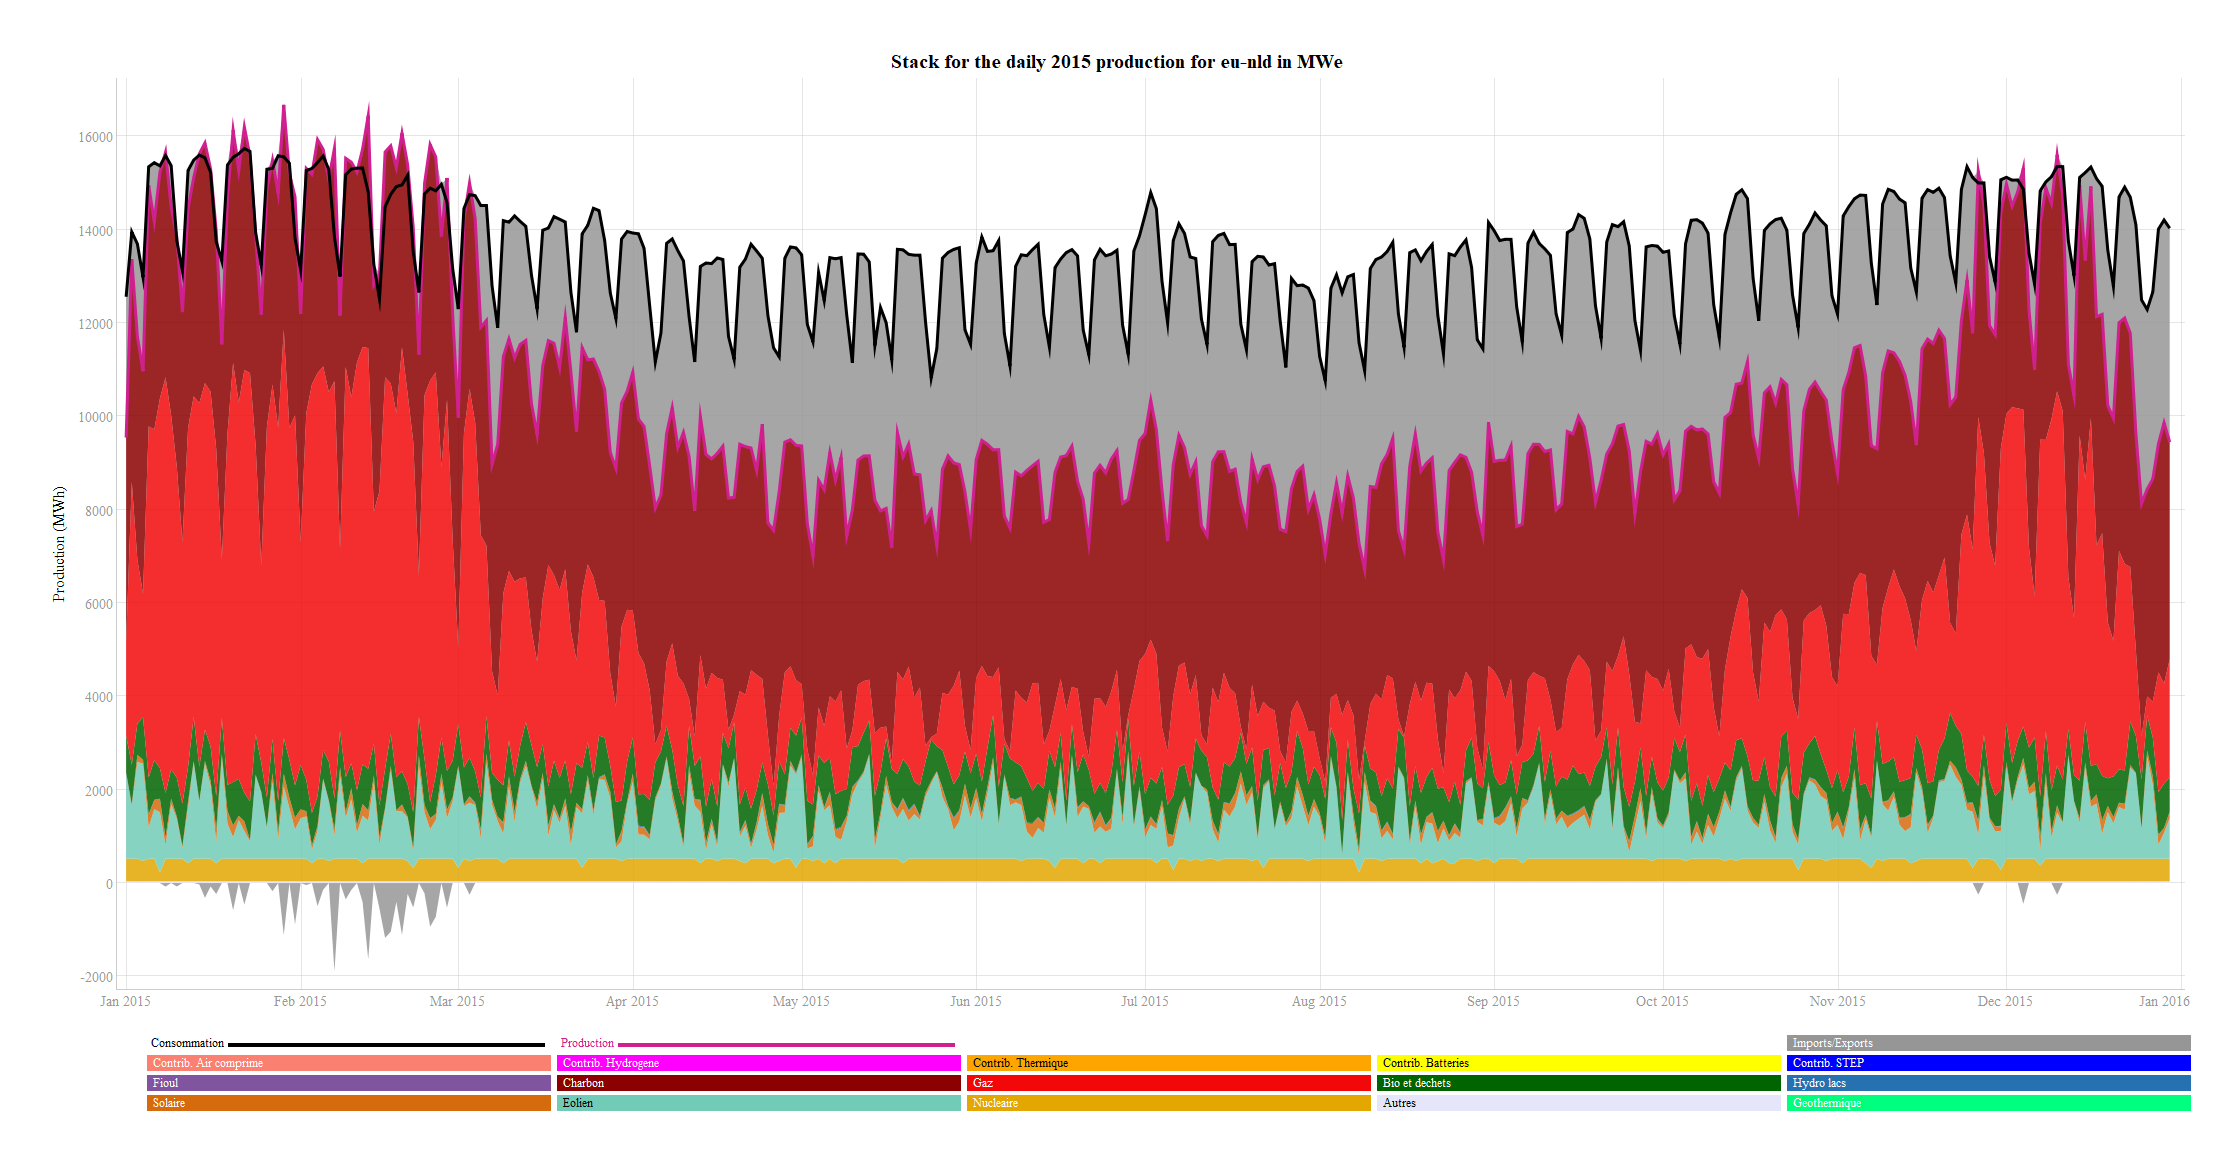 Stack for the daily 2015 production for eu-nld in MWe
Production (MWh)
16000
14000
12000
10000
8000
6000
4000
2000
0
-2000
Jan 2015 Feb 2015 Mar 2015 Apr 2015 May 2015 Jun 2015 Jul 2015 Aug 2015 Sep 2015 Oct 2015 Nov 2015 Dec 2015 Jan 2016
Consommation Production Imports/Exports
Contrib. Air comprime Contrib. Hydrogene Contrib. Thermique Contrib. Batteries Contrib. STEP
Fioul Charbon Gaz Bio et dechets Hydro lacs
Solaire Eolien Nucleaire Autres Geothermique